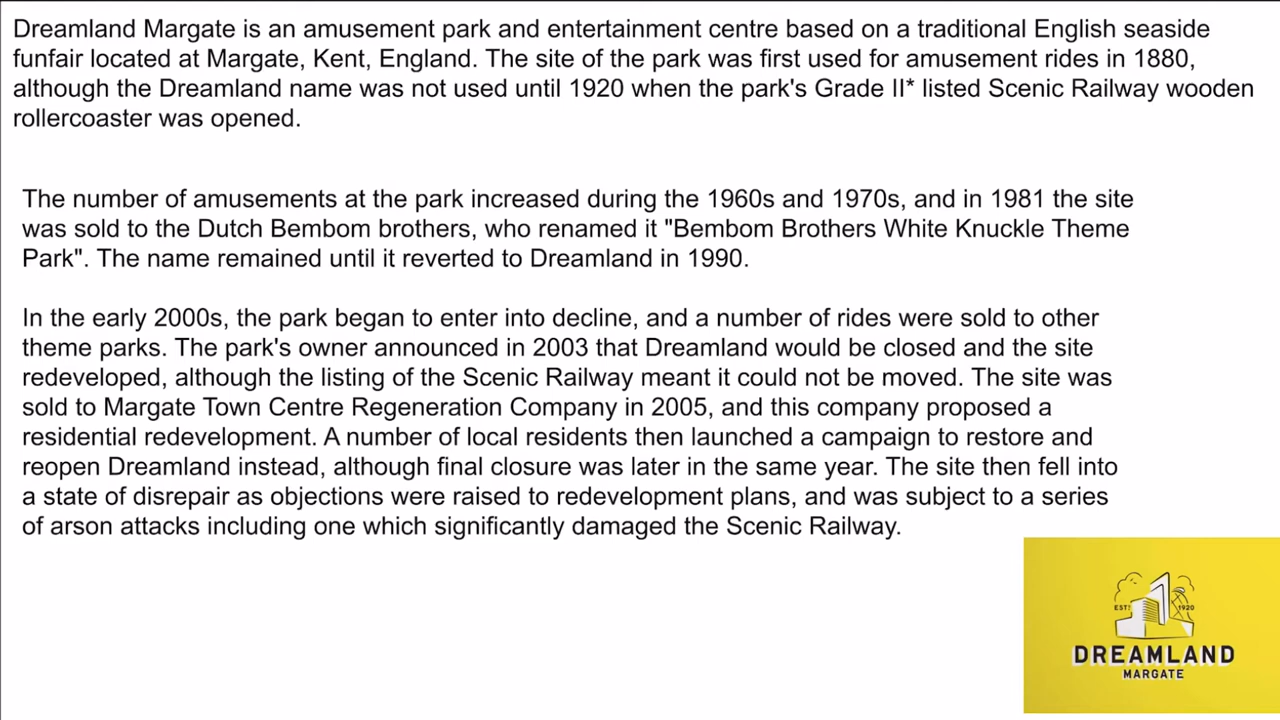 Dreamland Margate is an amusement park and entertainment centre based on a traditional English seaside
funfair located at Margate, Kent, England. The site of the park was first used for amusement rides in 1880,
although the Dreamland name was not used until 1920 when the park's Grade II* listed Scenic Railway wooden
rollercoaster was opened.
The number of amusements at the park increased during the 1960s and 1970s, and in 1981 the site
was sold to the Dutch Bembom brothers, who renamed it "Bembom Brothers White Knuckle Theme
Park". The name remained until it reverted to Dreamland in 1990.
In the early 2000s, the park began to enter into decline, and a number of rides were sold to other
theme parks. The park's owner announced in 2003 that Dreamland would be closed and the site
redeveloped, although the listing of the Scenic Railway meant it could not be moved. The site was
sold to Margate Town Centre Regeneration Company in 2005, and this company proposed a
residential redevelopment. A number of local residents then launched a campaign to restore and
reopen Dreamland instead, although final closure was later in the same year. The site then fell into
a state of disrepair as objections were raised to redevelopment plans, and was subject to a series
of arson attacks including one which significantly damaged the Scenic Railway.
ESTD 1920
DREAMLAND
MARGATE